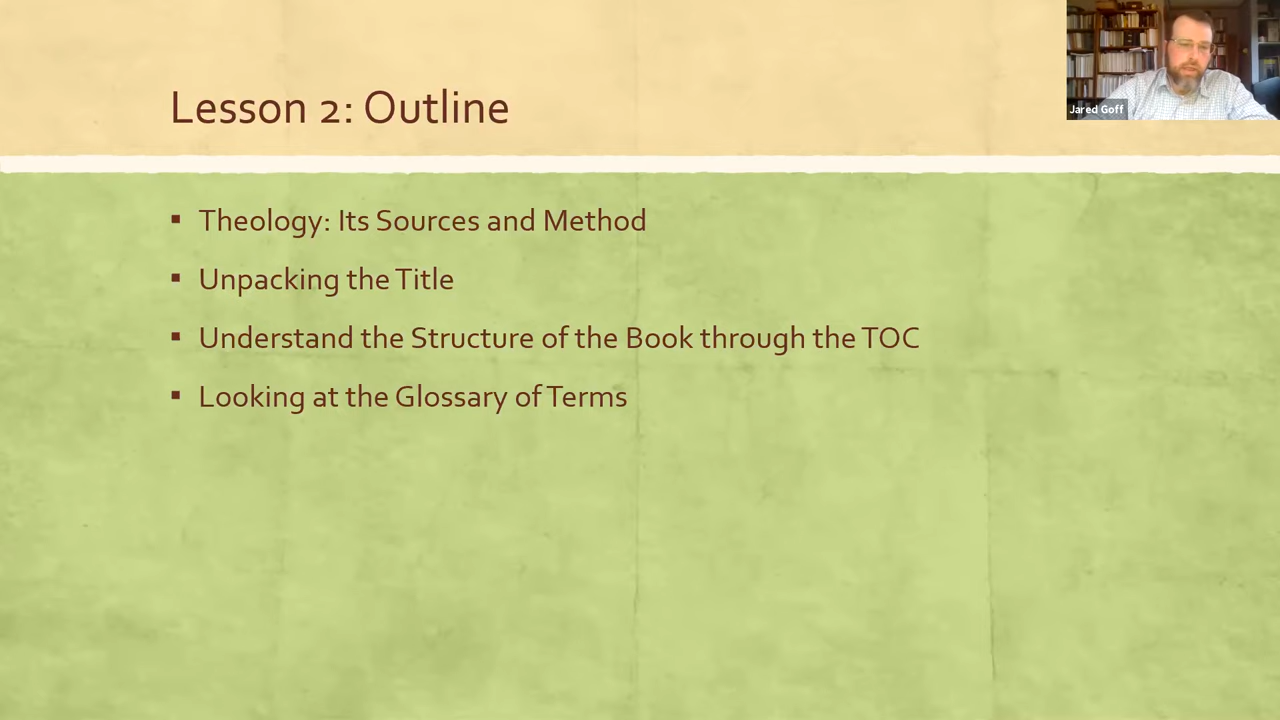 Lesson 2: Outline
Jared Goff
▪ Theology: Its Sources and Method
▪ Unpacking the Title
▪ Understand the Structure of the Book through the TOC
▪ Looking at the Glossary of Terms